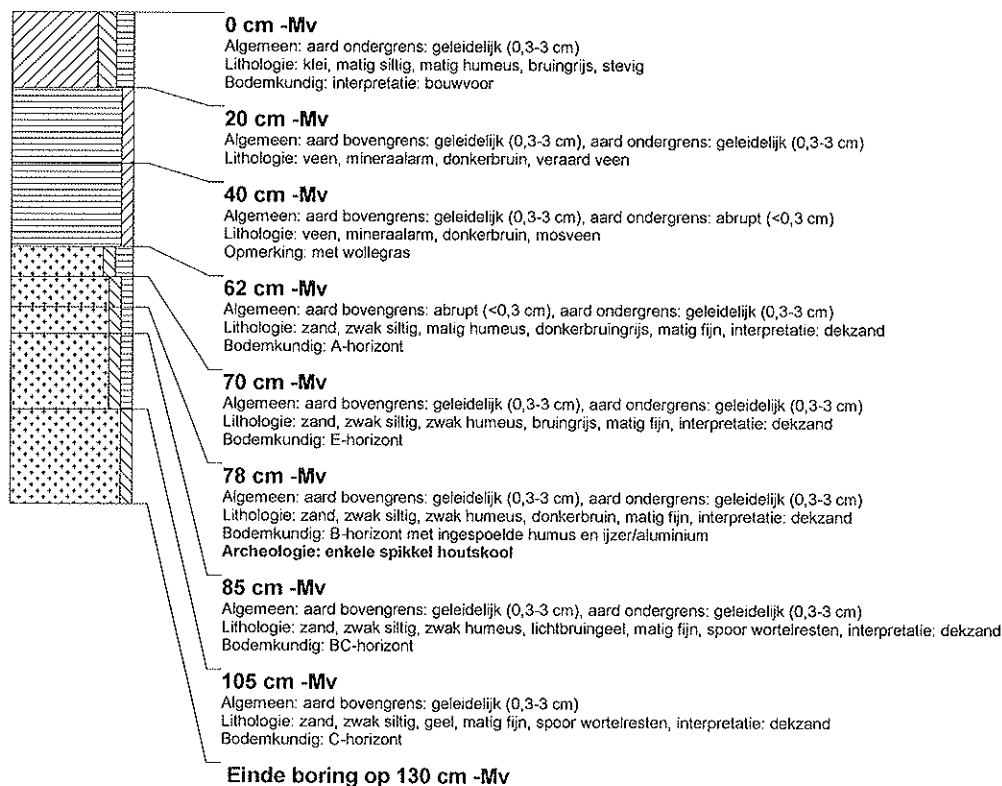 0 cm -Mv
Algemeen: aard ondergrens: geleidelijk (0,3-3 cm)
Lithologie: klei, matig siltig, matig humeus, bruingrijs, stevig
Bodemkundig: interpretatie: bouwvoor
20 cm -Mv
Algemeen: aard bovengrens: geleidelijk (0,3-3 cm), aard ondergrens: geleidelijk (0,3-3 cm)
Lithologie: veen, mineraalarm, donkerbruin, veraard veen
40 cm -Mv
Algemeen: aard bovengrens: geleidelijk (0,3-3 cm), aard ondergrens: abrupt (<0,3 cm)
Lithologie: veen, mineraalarm, donkerbruin, mosveen
Opmerking: met wollegras
62 cm -Mv
Algemeen: aard bovengrens: abrupt (<0,3 cm), aard ondergrens: geleidelijk (0,3-3 cm)
Lithologie: zand, zwak siltig, matig humeus, donkerbruingrijs, matig fijn, interpretatie: dekzand
Bodemkundig: A-horizont
70 cm -Mv
Algemeen: aard bovengrens: geleidelijk (0,3-3 cm), aard ondergrens: geleidelijk (0,3-3 cm)
Lithologie: zand, zwak siltig, zwak humeus, bruingrijs, matig fijn, interpretatie: dekzand
Bodemkundig: E-horizont
78 cm -Mv
Algemeen: aard bovengrens: geleidelijk (0,3-3 cm), aard ondergrens: geleidelijk (0,3-3 cm)
Lithologie: zand, zwak siltig, zwak humeus, donkerbruin, matig fijn, interpretatie: dekzand
Bodemkundig: B-horizont met ingespoelde humus en ijzer/aluminium
Archeologie: enkele spikkel houtskool
85 cm -Mv
Algemeen: aard bovengrens: geleidelijk (0,3-3 cm), aard ondergrens: geleidelijk (0,3-3 cm)
Lithologie: zand, zwak siltig, zwak humeus, lichtbruingeel, matig fijn, spoor wortelresten, interpretatie: dekzand
Bodemkundig: BC-horizont
105 cm -Mv
Algemeen: aard bovengrens: geleidelijk (0,3-3 cm)
Lithologie: zand, zwak siltig, geel, matig fijn, spoor wortelresten, interpretatie: dekzand
Bodemkundig: C-horizont
Einde boring op 130 cm -Mv